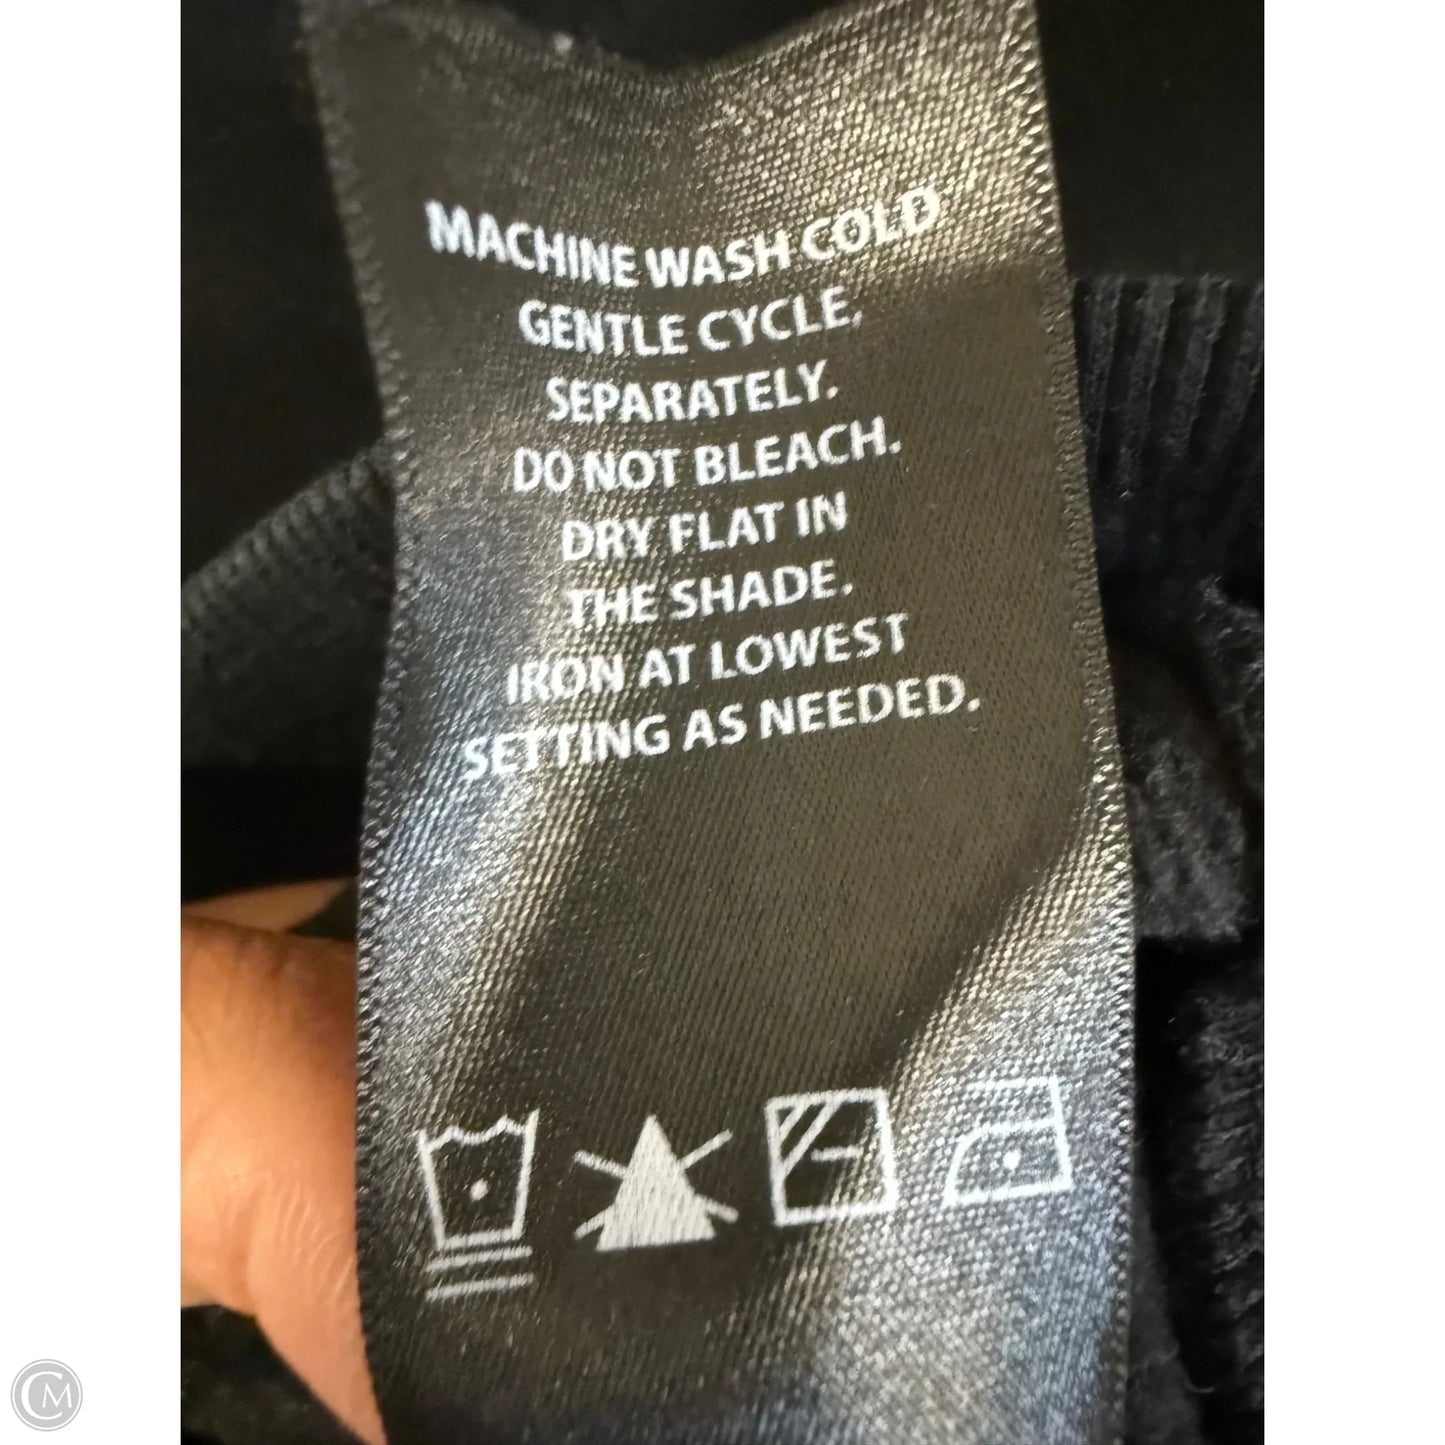 MACHINE WASH COLD
GENTLE CYCLE,
SEPARATELY.
DO NOT BLEACH.
DRY FLAT IN
THE SHADE.
IRON AT LOWEST
SETTING AS NEEDED.
CM